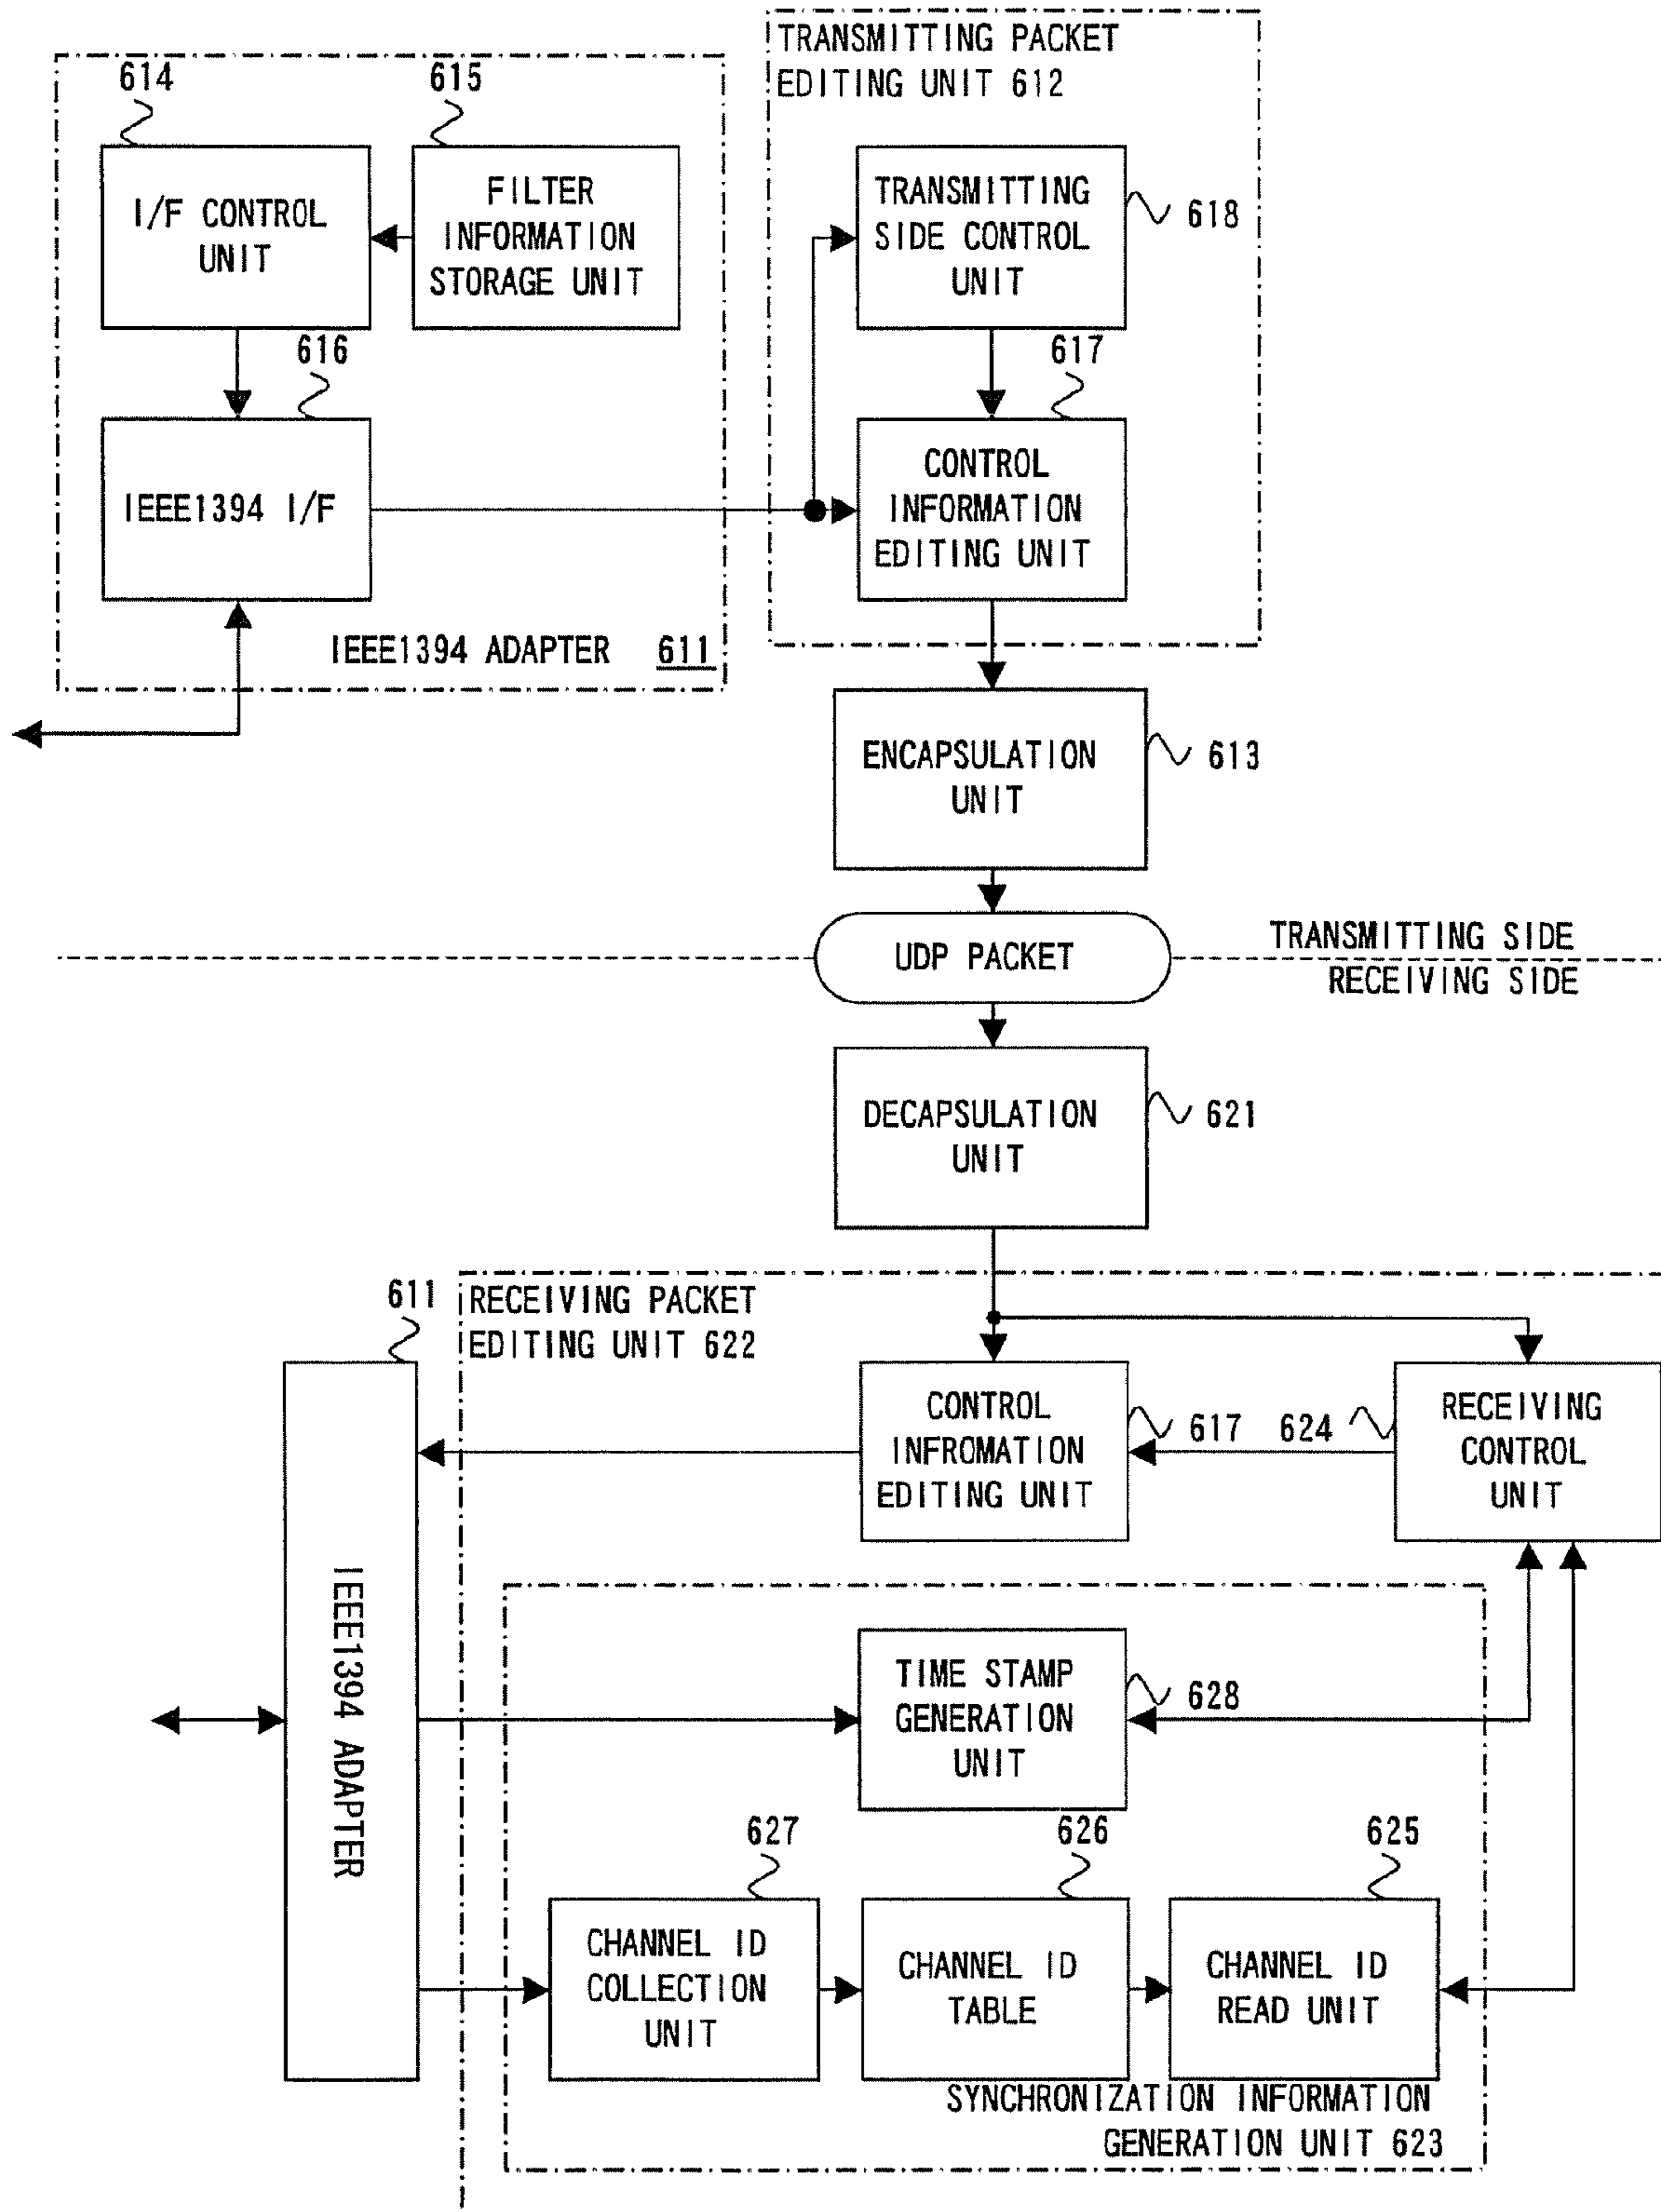 TRANSMITTING PACKET
EDITING UNIT 612
614
615
I/F CONTROL
UNIT
FILTER
INFORMATION
STORAGE UNIT
TRANSMITTING
SIDE CONTROL
UNIT
618
616
617
IEEE1394 I/F
CONTROL
INFORMATION
EDITING UNIT
IEEE1394 ADAPTER 611
ENCAPSULATION
UNIT
613
UDP PACKET
TRANSMITTING SIDE
RECEIVING SIDE
DECAPSULATION
UNIT
621
611
RECEIVING PACKET
EDITING UNIT 622
CONTROL
INFROMATION
EDITING UNIT
617
624
RECEIVING
CONTROL
UNIT
IEEE1394 ADAPTER
TIME STAMP
GENERATION
UNIT
628
627
626
625
CHANNEL ID
COLLECTION
UNIT
CHANNEL ID
TABLE
CHANNEL ID
READ UNIT
SYNCHRONIZATION INFORMATION
GENERATION UNIT 623